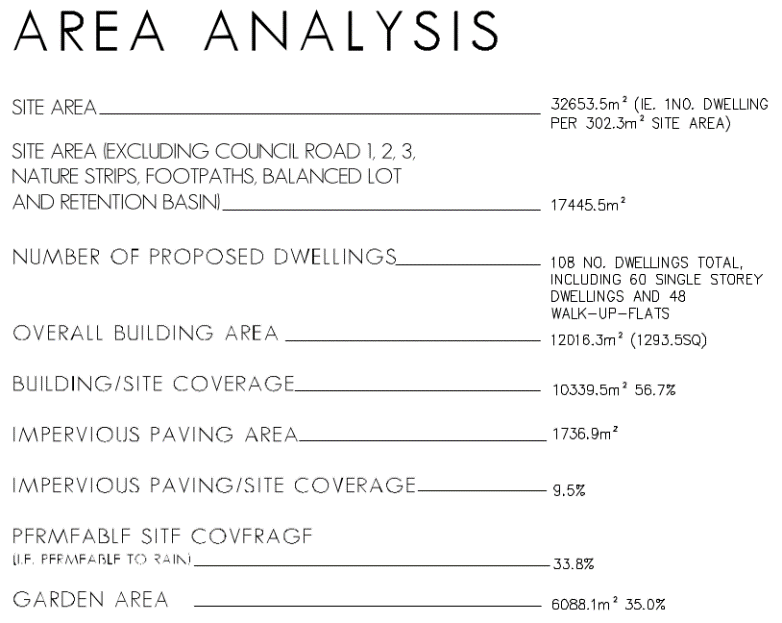 AREA ANALYSIS
SITE AREA 32653.5m² (IE. 1NO. DWELLING
PER 302.3m² SITE AREA)
SITE AREA (EXCLUDING COUNCIL ROAD 1, 2, 3,
NATURE STRIPS, FOOTPATHS, BALANCED LOT
AND RETENTION BASIN) 17445.5m²
NUMBER OF PROPOSED DWELLINGS 108 NO. DWELLINGS TOTAL,
INCLUDING 60 SINGLE STOREY
DWELLINGS AND 48
WALK-UP-FLATS
OVERALL BUILDING AREA 12016.3m² (1293.5SQ)
BUILDING/SITE COVERAGE 10339.5m² 56.7%
IMPERVIOUS PAVING AREA 1736.9m²
IMPERVIOUS PAVING/SITE COVERAGE 9.5%
PERMEABLE SITE COVERAGE
(I.E. PERMEABLE TO RAIN) 33.8%
GARDEN AREA 6088.1m² 35.0%